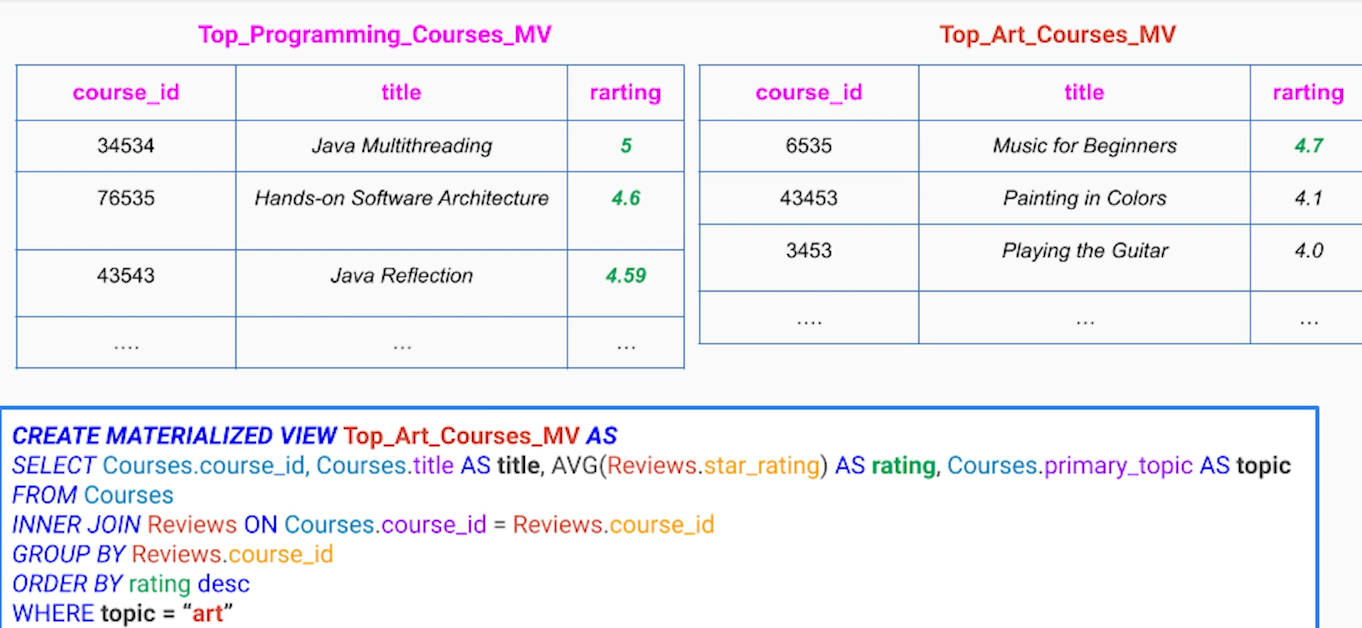 Top_Programming_Courses_MV
course_id title rarting
34534 Java Multithreading 5
76535 Hands-on Software Architecture 4.6
43543 Java Reflection 4.59
.... ... ...
Top_Art_Courses_MV
course_id title rarting
6535 Music for Beginners 4.7
43453 Painting in Colors 4.1
3453 Playing the Guitar 4.0
.... ... ...
CREATE MATERIALIZED VIEW Top_Art_Courses_MV AS
SELECT Courses.course_id, Courses.title AS title, AVG(Reviews.star_rating) AS rating, Courses.primary_topic AS topic
FROM Courses
INNER JOIN Reviews ON Courses.course_id = Reviews.course_id
GROUP BY Reviews.course_id
ORDER BY rating desc
WHERE topic = “art”